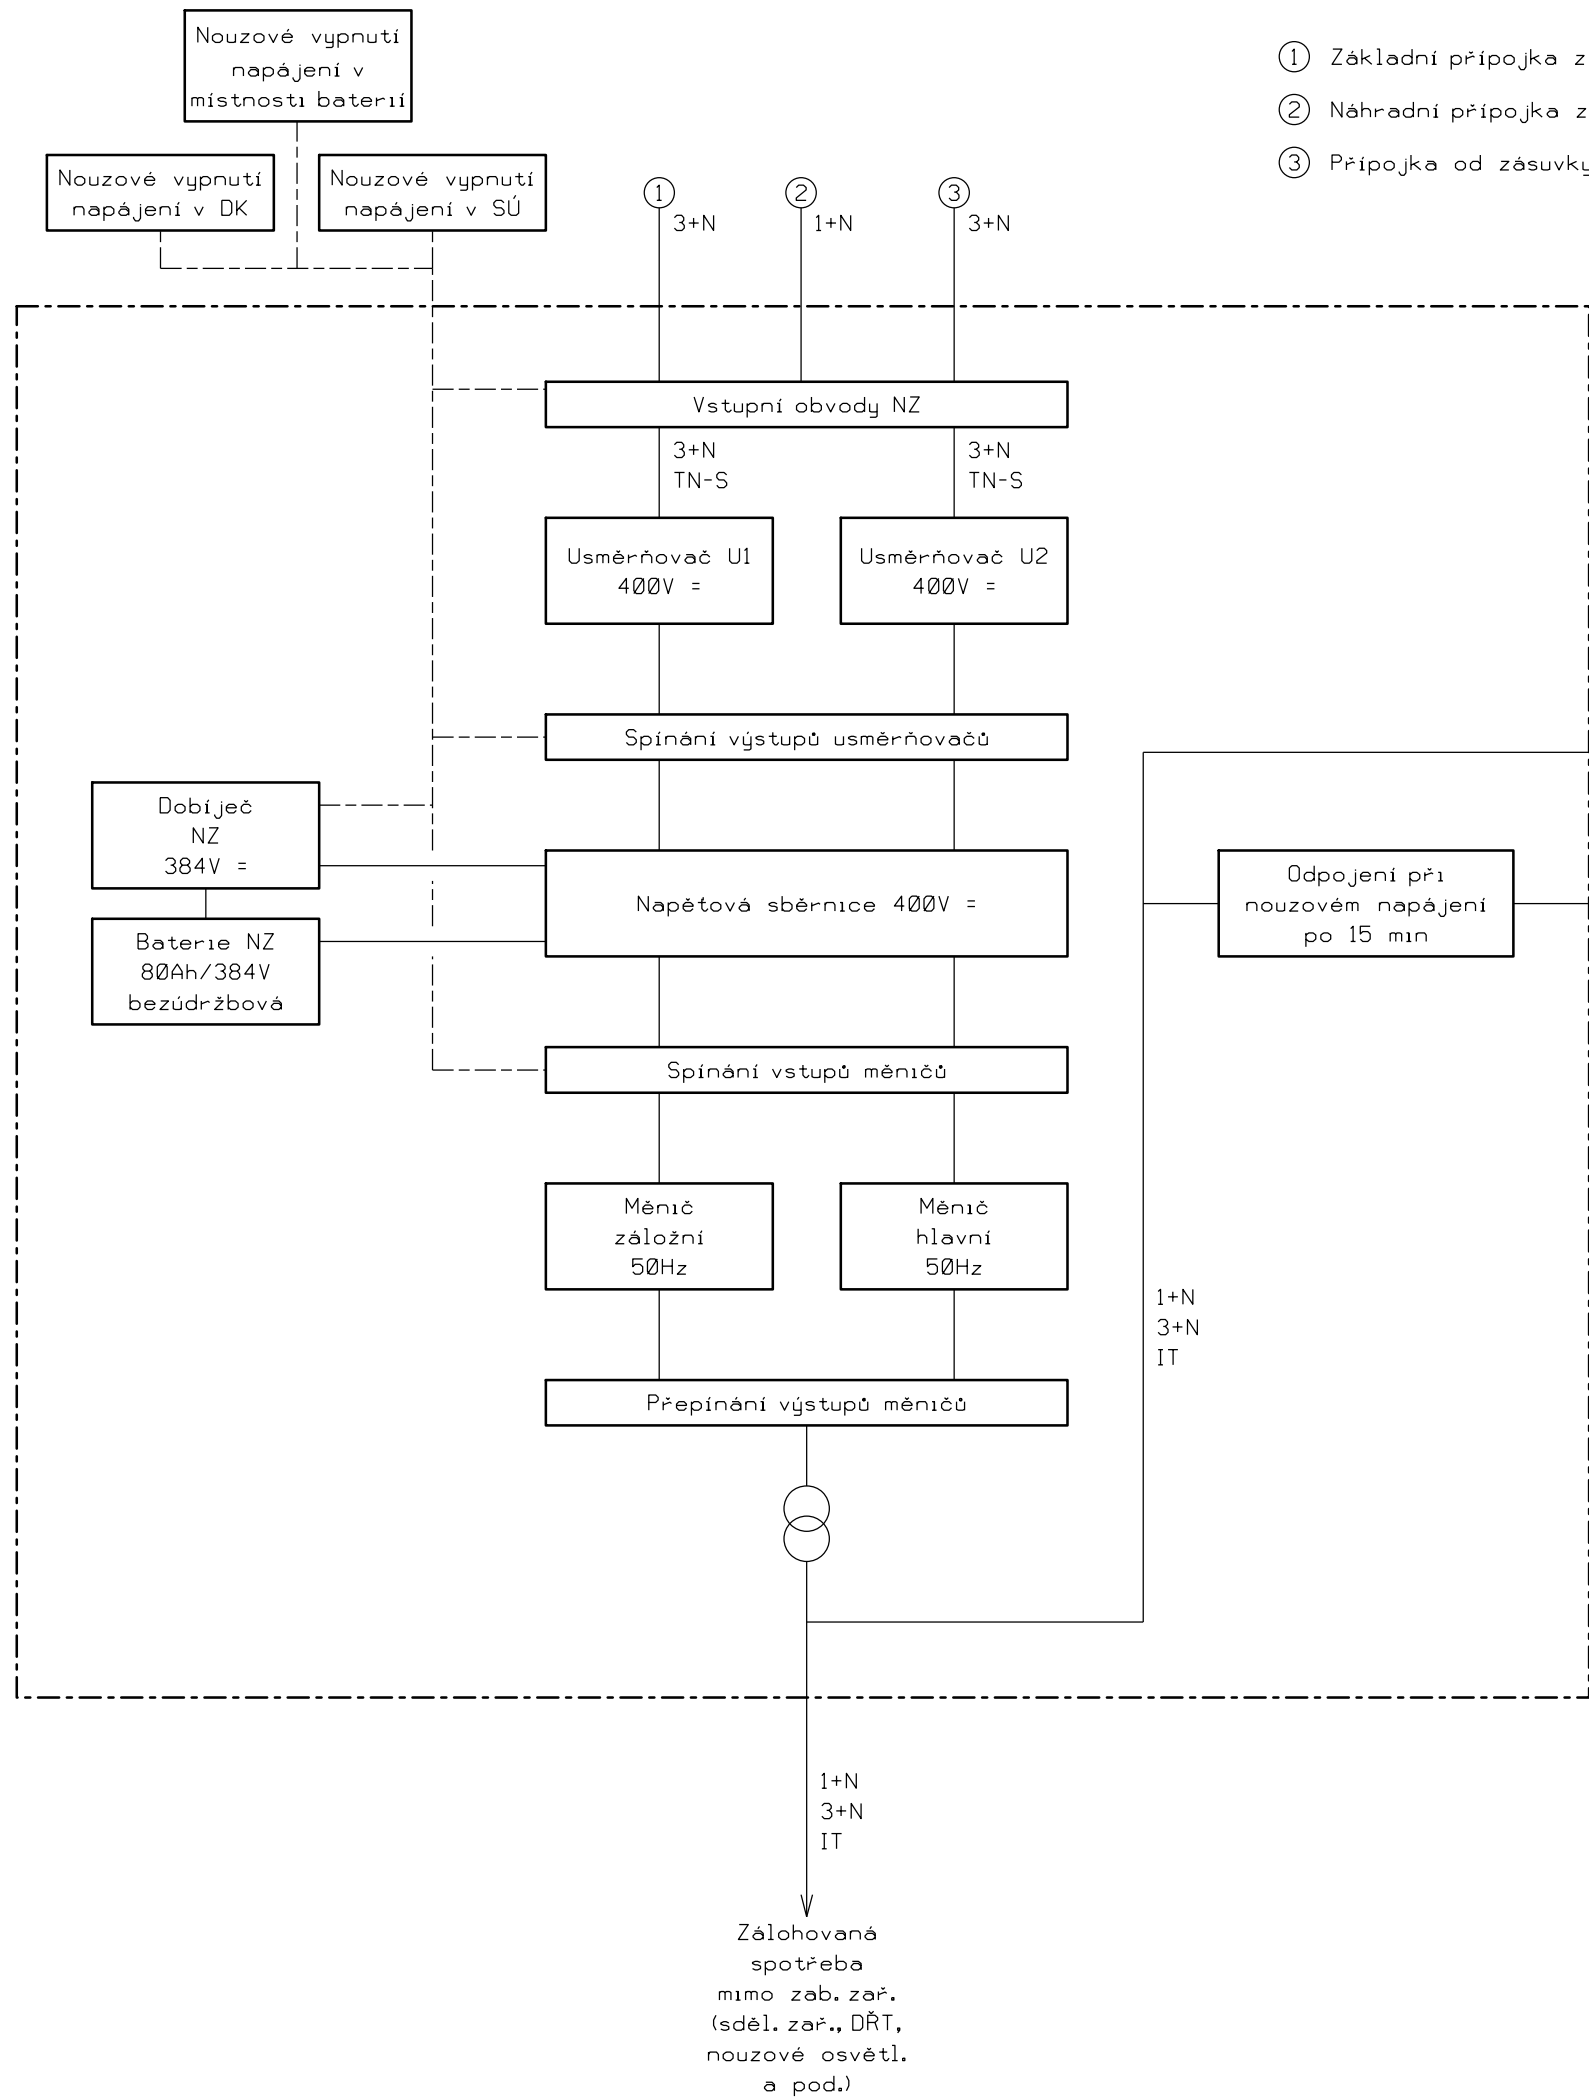 Nouzové vypnutí
napájení v
místnosti baterií
Nouzové vypnutí
napájení v DK
Nouzové vypnutí
napájení v SÚ
1 Základní přípojka z
2 Náhradní přípojka z
3 Přípojka od zásuvky
1
3+N
2
1+N
3
3+N
Vstupní obvody NZ
3+N
TN-S
3+N
TN-S
Usměrňovač U1
400V =
Usměrňovač U2
400V =
Spínání výstupů usměrňovačů
Dobíječ
NZ
384V =
Napěťová sběrnice 400V =
Odpojení při
nouzovém napájení
po 15 min
Baterie NZ
80Ah/384V
bezúdržbová
Spínání vstupů měničů
Měnič
záložní
50Hz
Měnič
hlavní
50Hz
1+N
3+N
IT
Přepínání výstupů měničů
1+N
3+N
IT
Zálohovaná
spotřeba
mimo zab. zař.
(sděl. zař., DŘT,
nouzové osvětl.
a pod.)